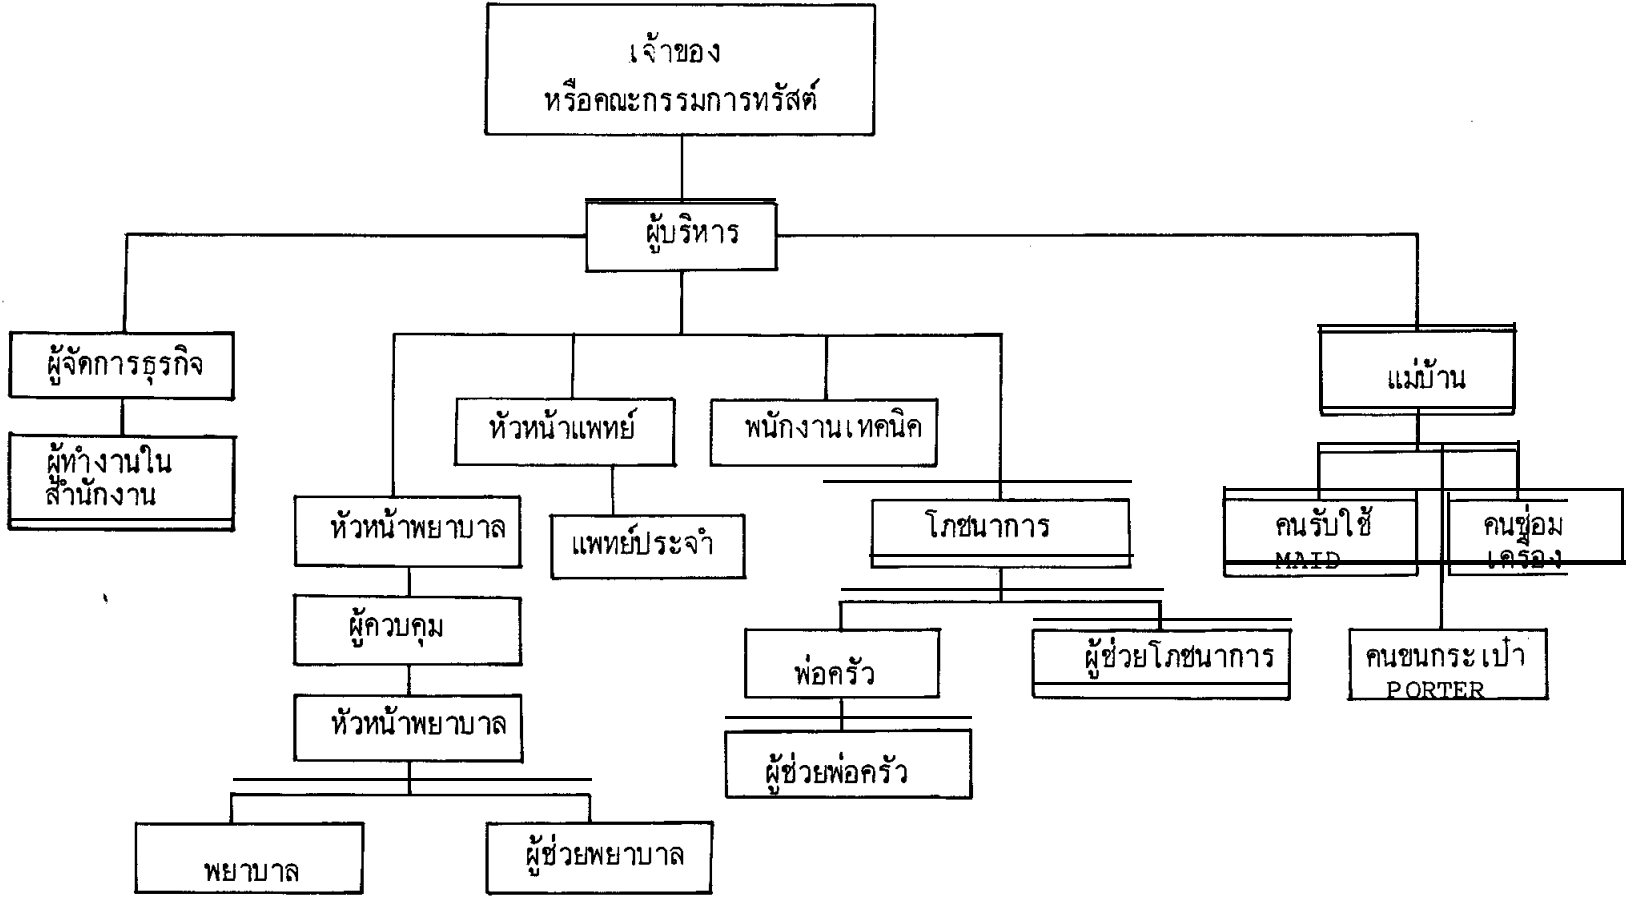 เจ้าของ
หรือคณะกรรมการทรัสต์
ผู้บริหาร
ผู้จัดการธุรกิจ
ผู้ทำงานใน
สำนักงาน
หัวหน้าแพทย์
แพทย์ประจำ
พนักงานเทคนิค
แม่บ้าน
หัวหน้าพยาบาล
ผู้ควบคุม
หัวหน้าพยาบาล
พยาบาล
ผู้ช่วยพยาบาล
โภชนาการ
พ่อครัว
ผู้ช่วยพ่อครัว
ผู้ช่วยโภชนาการ
คนรับใช้
MAID
คนซ่อม
เครื่อง
คนขนกระเป๋า
PORTER